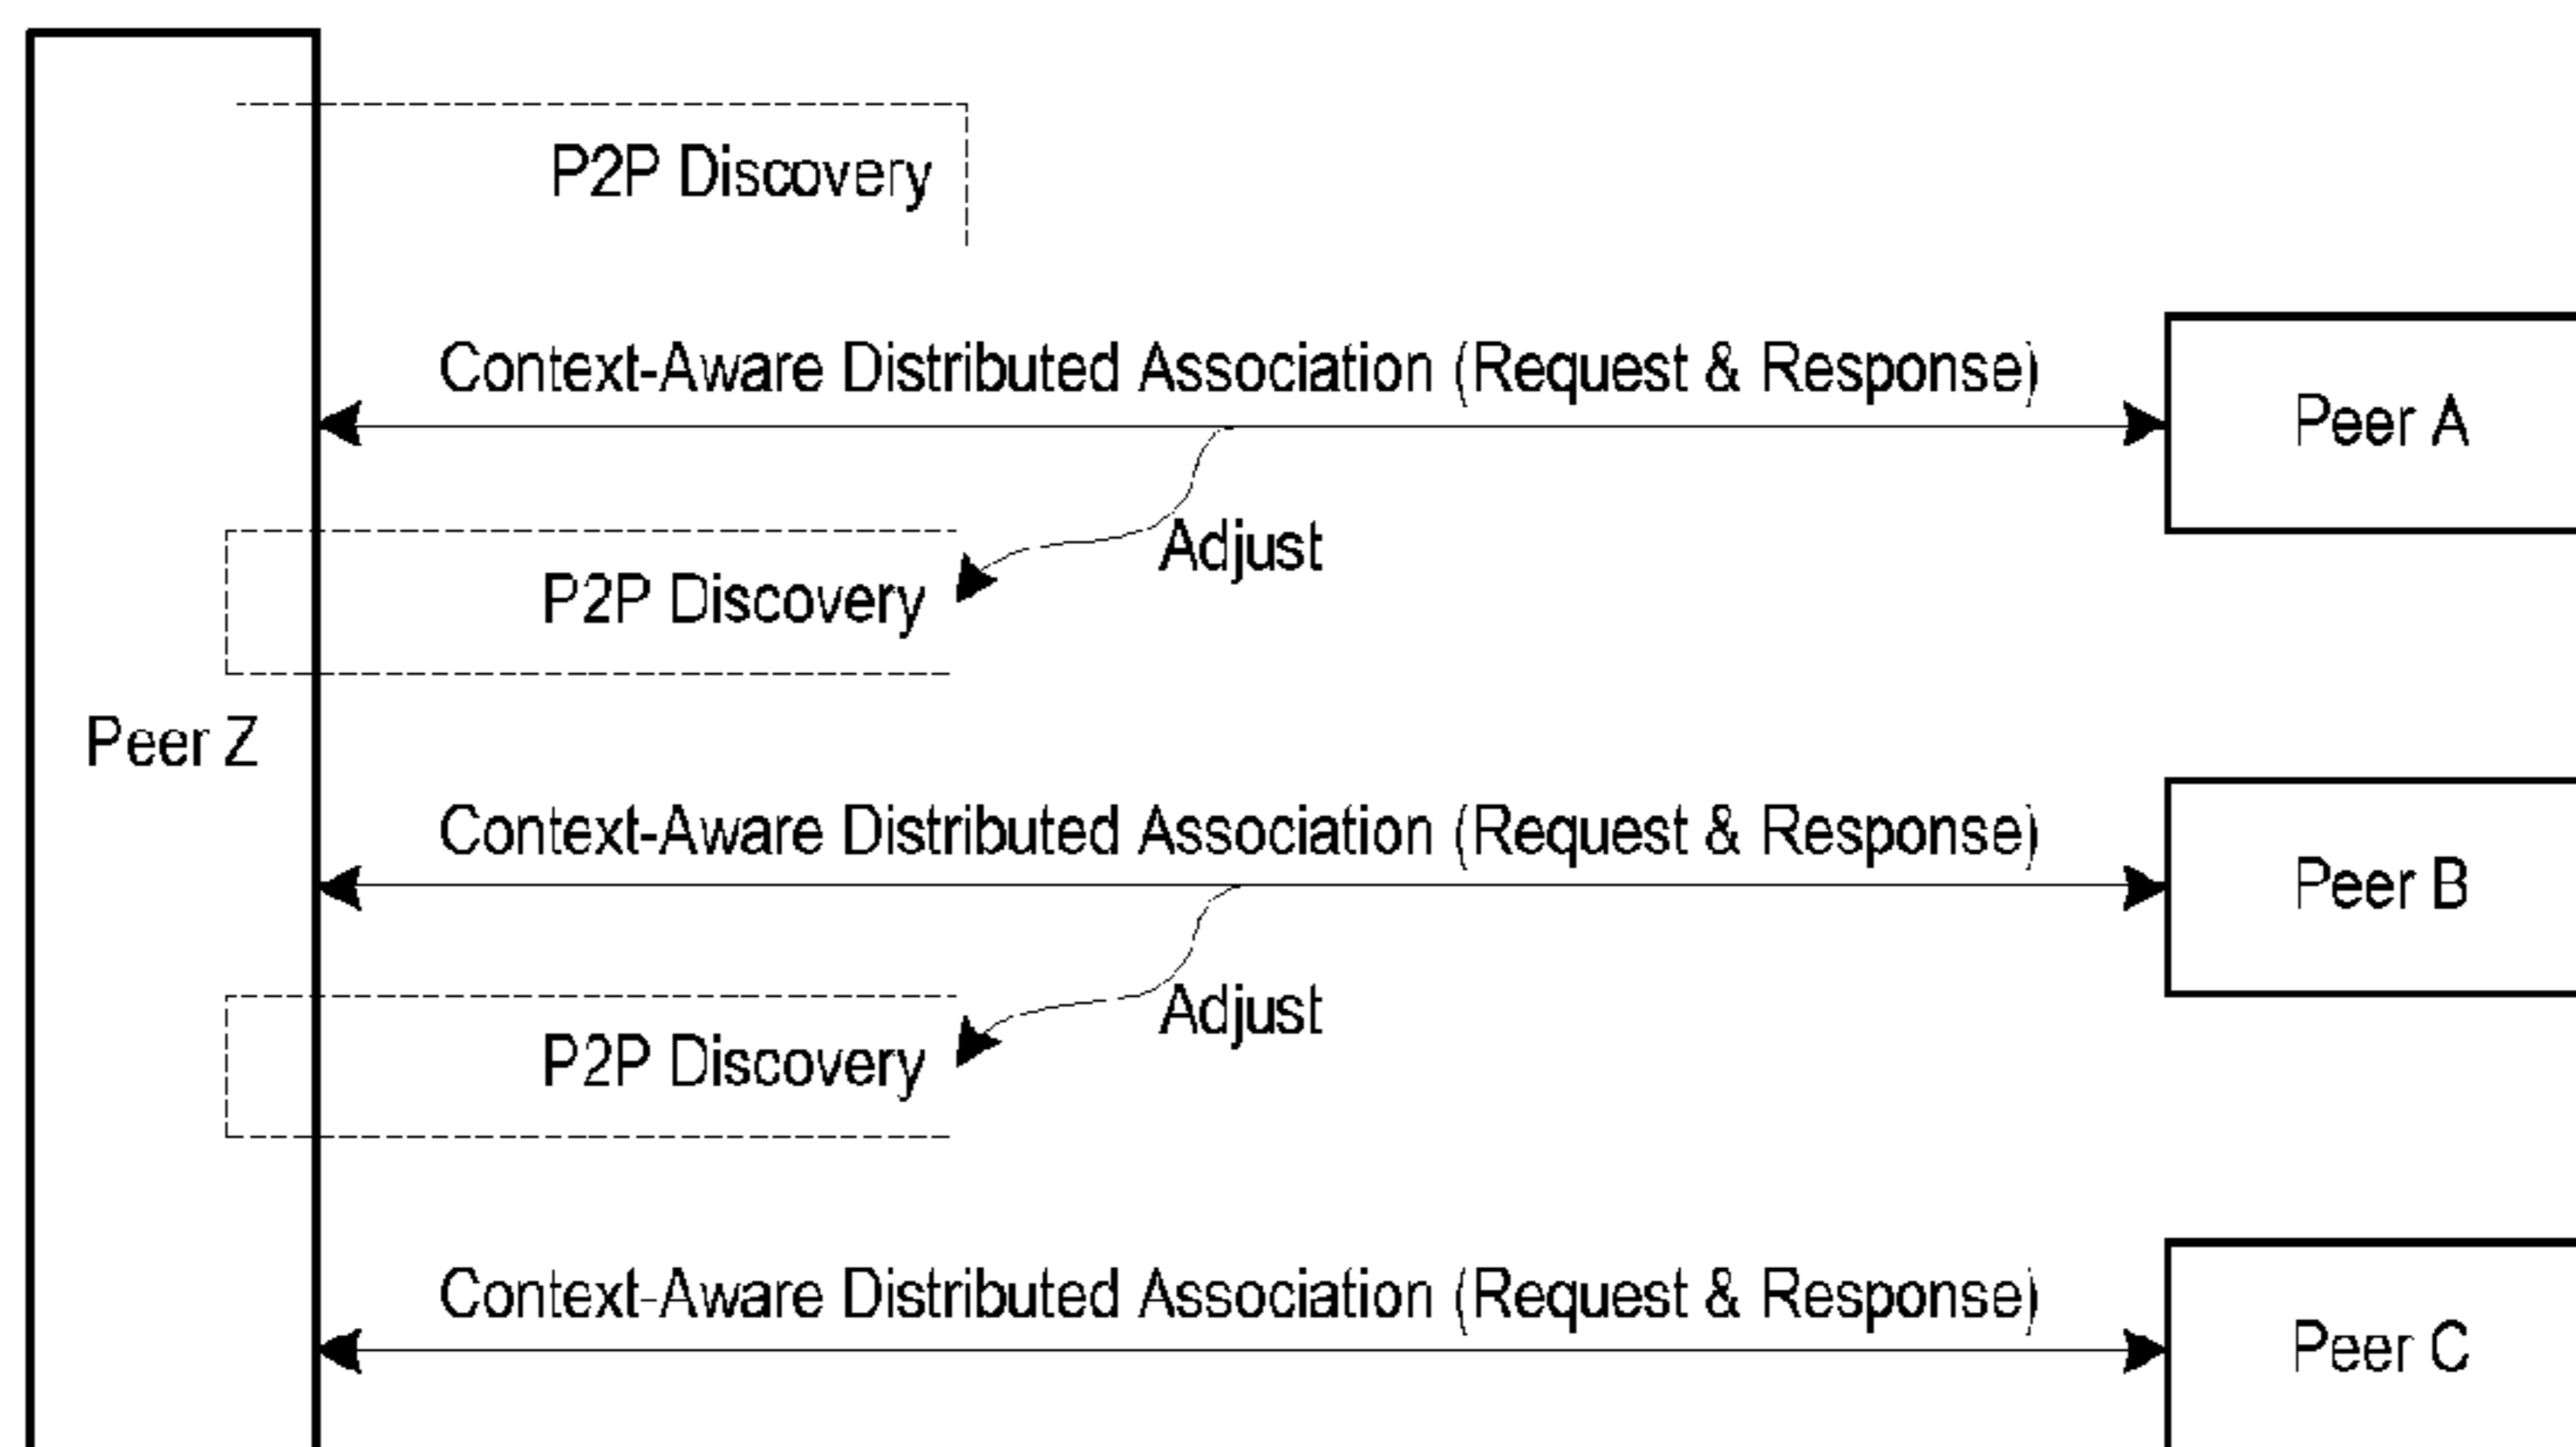 P2P Discovery
Context-Aware Distributed Association (Request & Response)
Peer A
Adjust
P2P Discovery
Peer Z
Context-Aware Distributed Association (Request & Response)
Peer B
Adjust
P2P Discovery
Context-Aware Distributed Association (Request & Response)
Peer C